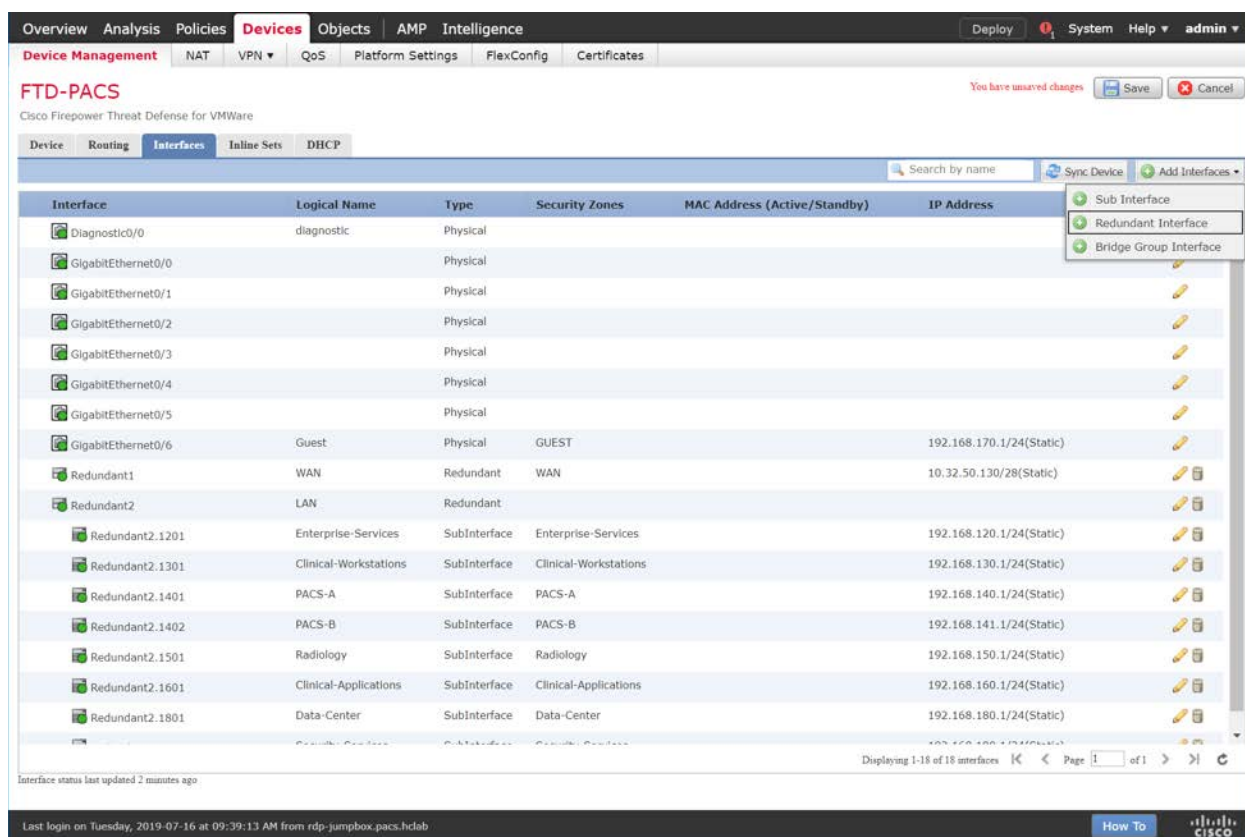 Overview Analysis Policies Devices Objects AMP Intelligence Deploy 1 System Help admin
Device Management NAT VPN QoS Platform Settings FlexConfig Certificates
FTD-PACS
You have unsaved changes Save Cancel
Cisco Firepower Threat Defense for VMWare
Device Routing Interfaces Inline Sets DHCP
Search by name Sync Device Add Interfaces
Interface Logical Name Type Security Zones MAC Address (Active/Standby) IP Address
Sub Interface
Redundant Interface
Bridge Group Interface
Diagnostic0/0 diagnostic Physical
GigabitEthernet0/0 Physical
GigabitEthernet0/1 Physical
GigabitEthernet0/2 Physical
GigabitEthernet0/3 Physical
GigabitEthernet0/4 Physical
GigabitEthernet0/5 Physical
GigabitEthernet0/6 Guest Physical GUEST 192.168.170.1/24(Static)
Redundant1 WAN Redundant WAN 10.32.50.130/28(Static)
Redundant2 LAN Redundant
Redundant2.1201 Enterprise-Services SubInterface Enterprise-Services 192.168.120.1/24(Static)
Redundant2.1301 Clinical-Workstations SubInterface Clinical-Workstations 192.168.130.1/24(Static)
Redundant2.1401 PACS-A SubInterface PACS-A 192.168.140.1/24(Static)
Redundant2.1402 PACS-B SubInterface PACS-B 192.168.141.1/24(Static)
Redundant2.1501 Radiology SubInterface Radiology 192.168.150.1/24(Static)
Redundant2.1601 Clinical-Applications SubInterface Clinical-Applications 192.168.160.1/24(Static)
Redundant2.1801 Data-Center SubInterface Data-Center 192.168.180.1/24(Static)
Displaying 1-18 of 18 interfaces Page 1 of 1
Interface status last updated 2 minutes ago
Last login on Tuesday, 2019-07-16 at 09:39:13 AM from rdp-jumpbox.pacs.hclab How To CISCO